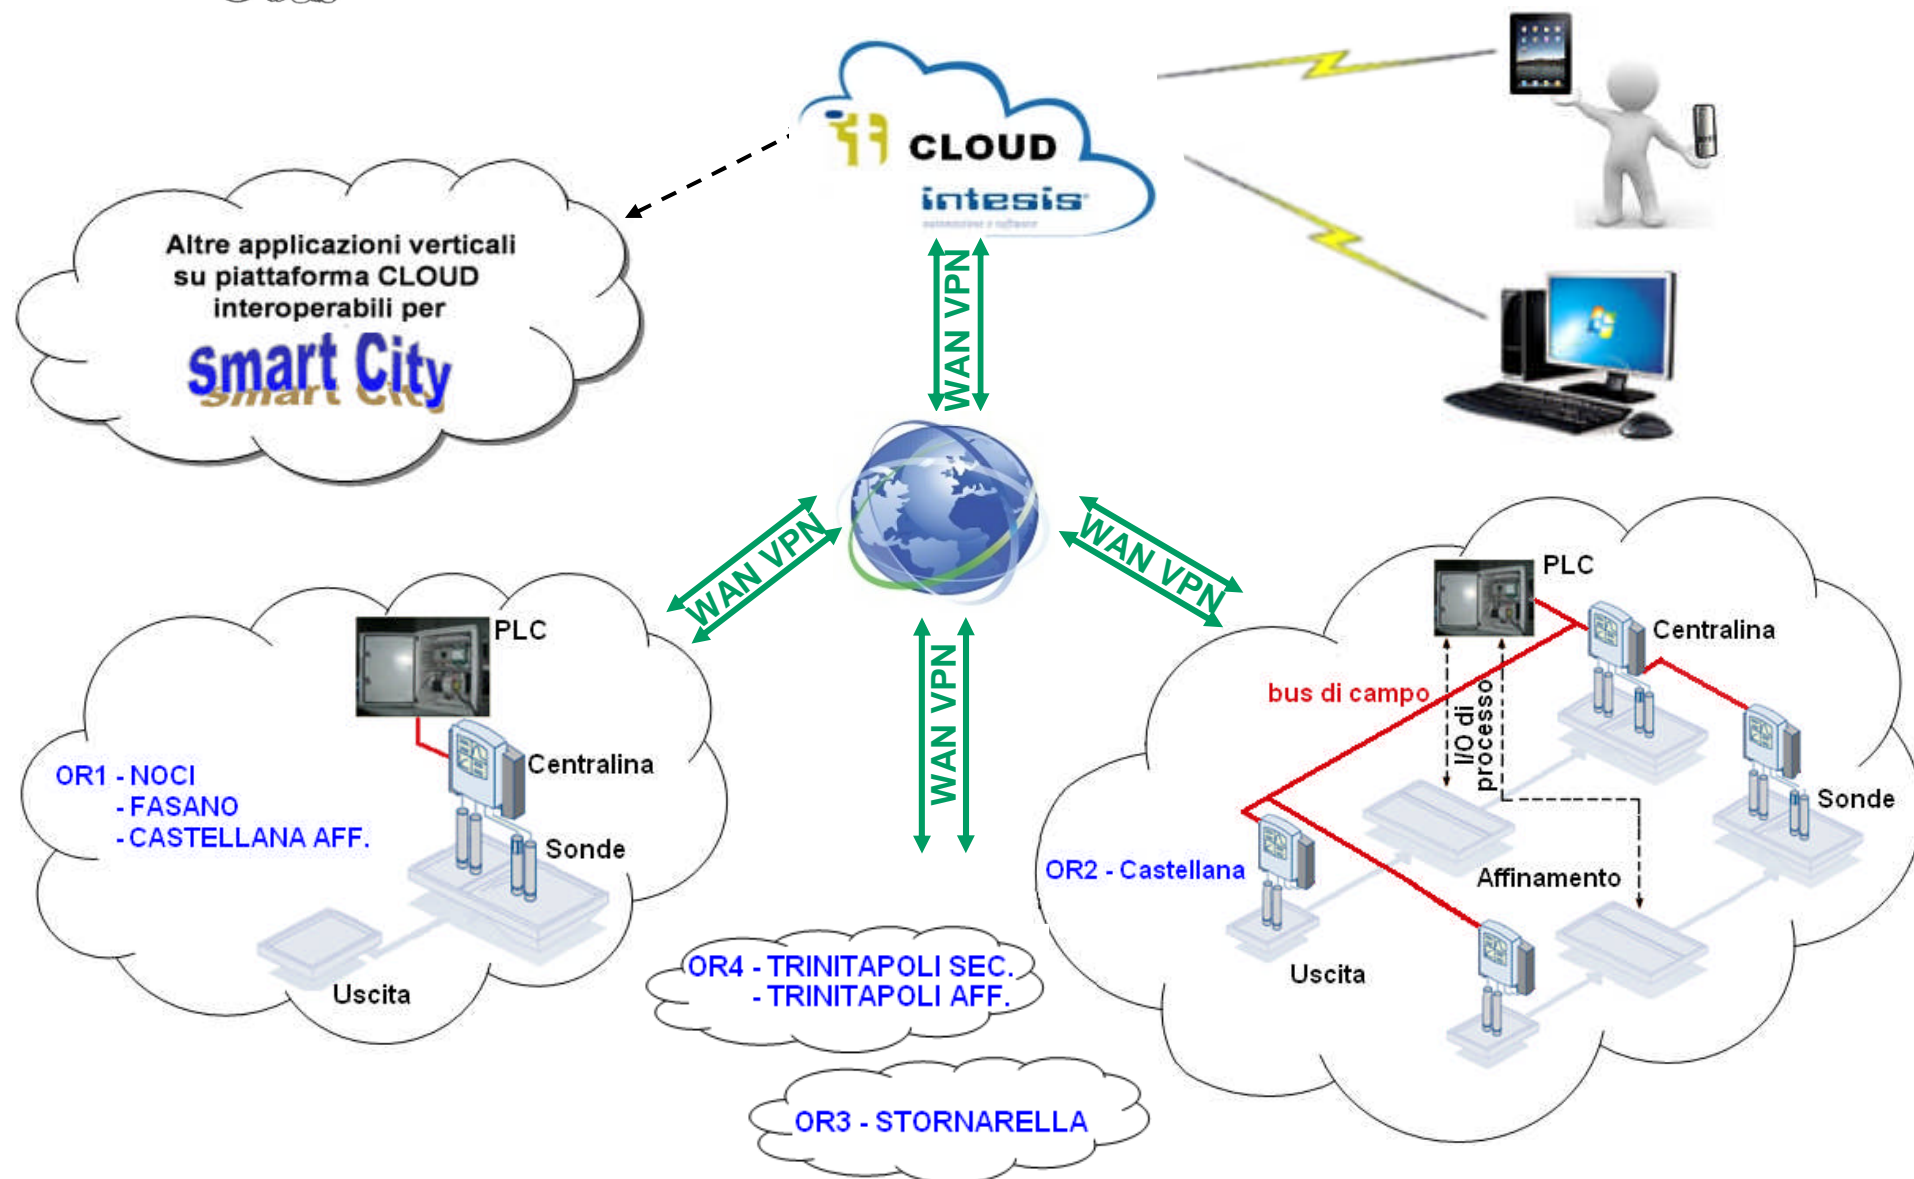 CLOUD
intesis
automazione e software
Altre applicazioni verticali
su piattaforma CLOUD
interoperabili per
Smart City
WAN VPN
WAN VPN
WAN VPN
WAN VPN
PLC
Centralina
OR1 - NOCI
- FASANO
- CASTELLANA AFF.
Sonde
Uscita
PLC
Centralina
bus di campo
I/O di
processo
Sonde
OR2 - Castellana
Affinamento
Uscita
OR4 - TRINITAPOLI SEC.
- TRINITAPOLI AFF.
OR3 - STORNARELLA